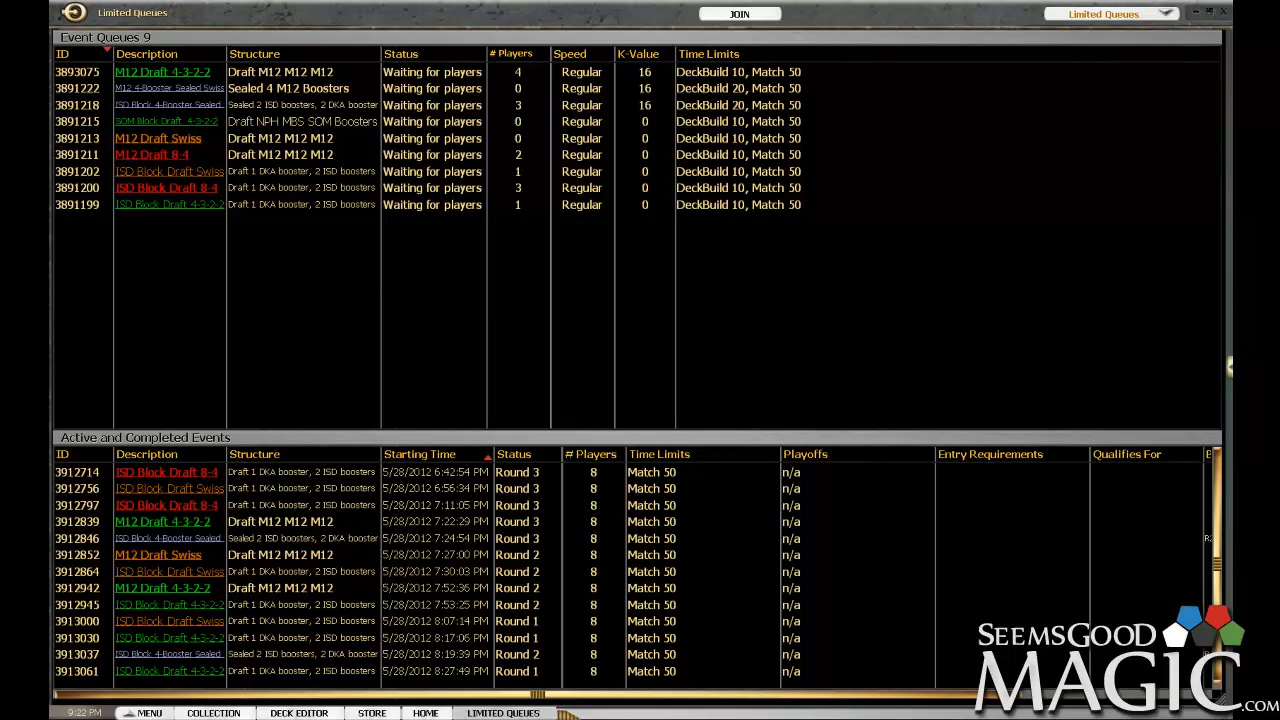 Limited Queues JOIN Limited Queues
Event Queues 9
ID Description Structure Status # Players Speed K-Value Time Limits
3893075 M12 Draft 4-3-2-2 Draft M12 M12 M12 Waiting for players 4 Regular 16 DeckBuild 10, Match 50
3891222 M12 4-Booster Sealed Swiss Sealed 4 M12 Boosters Waiting for players 0 Regular 16 DeckBuild 20, Match 50
3891218 ISD Block 4-Booster Sealed Sealed 2 ISD boosters, 2 DKA booster Waiting for players 3 Regular 16 DeckBuild 20, Match 50
3891215 SOM Block Draft 4-3-2-2 Draft NPH MBS SOM Boosters Waiting for players 0 Regular 0 DeckBuild 10, Match 50
3891213 M12 Draft Swiss Draft M12 M12 M12 Waiting for players 0 Regular 0 DeckBuild 10, Match 50
3891211 M12 Draft 8-4 Draft M12 M12 M12 Waiting for players 2 Regular 0 DeckBuild 10, Match 50
3891202 ISD Block Draft Swiss Draft 1 DKA booster, 2 ISD boosters Waiting for players 1 Regular 0 DeckBuild 10, Match 50
3891200 ISD Block Draft 8-4 Draft 1 DKA booster, 2 ISD boosters Waiting for players 3 Regular 0 DeckBuild 10, Match 50
3891199 ISD Block Draft 4-3-2-2 Draft 1 DKA booster, 2 ISD boosters Waiting for players 1 Regular 0 DeckBuild 10, Match 50
Active and Completed Events
ID Description Structure Starting Time Status # Players Time Limits Playoffs Entry Requirements Qualifies For
3912714 ISD Block Draft 8-4 Draft 1 DKA booster, 2 ISD boosters 5/28/2012 6:42:54 PM Round 3 8 Match 50 n/a
3912756 ISD Block Draft Swiss Draft 1 DKA booster, 2 ISD boosters 5/28/2012 6:56:34 PM Round 3 8 Match 50 n/a
3912797 ISD Block Draft 8-4 Draft 1 DKA booster, 2 ISD boosters 5/28/2012 7:11:05 PM Round 3 8 Match 50 n/a
3912839 M12 Draft 4-3-2-2 Draft M12 M12 M12 5/28/2012 7:22:29 PM Round 3 8 Match 50 n/a
3912846 ISD Block 4-Booster Sealed Sealed 2 ISD boosters, 2 DKA booster 5/28/2012 7:24:54 PM Round 3 8 Match 50 n/a
3912852 M12 Draft Swiss Draft M12 M12 M12 5/28/2012 7:27:00 PM Round 2 8 Match 50 n/a
3912864 ISD Block Draft Swiss Draft 1 DKA booster, 2 ISD boosters 5/28/2012 7:30:03 PM Round 2 8 Match 50 n/a
3912942 M12 Draft 4-3-2-2 Draft M12 M12 M12 5/28/2012 7:52:36 PM Round 2 8 Match 50 n/a
3912945 ISD Block Draft 4-3-2-2 Draft 1 DKA booster, 2 ISD boosters 5/28/2012 7:53:25 PM Round 2 8 Match 50 n/a
3913000 ISD Block Draft Swiss Draft 1 DKA booster, 2 ISD boosters 5/28/2012 8:07:14 PM Round 1 8 Match 50 n/a
3913030 ISD Block Draft 4-3-2-2 Draft 1 DKA booster, 2 ISD boosters 5/28/2012 8:17:06 PM Round 1 8 Match 50 n/a
3913037 ISD Block 4-Booster Sealed Sealed 2 ISD boosters, 2 DKA booster 5/28/2012 8:19:39 PM Round 2 8 Match 50 n/a
3913061 ISD Block Draft 4-3-2-2 Draft 1 DKA booster, 2 ISD boosters 5/28/2012 8:27:49 PM Round 1 8 Match 50 n/a
SEEMSGOOD
MAGIC.COM
9:22 PM MENU COLLECTION DECK EDITOR STORE HOME LIMITED QUEUES